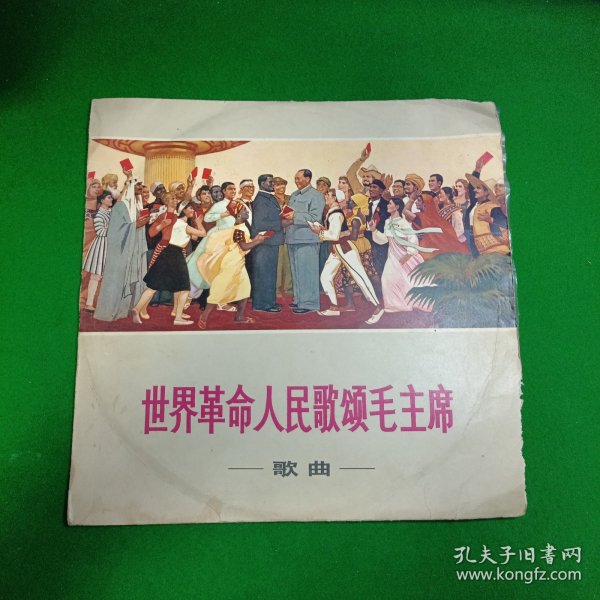 世界革命人民歌颂毛主席
— 歌曲 —
孔夫子旧书网
www.kongfz.com